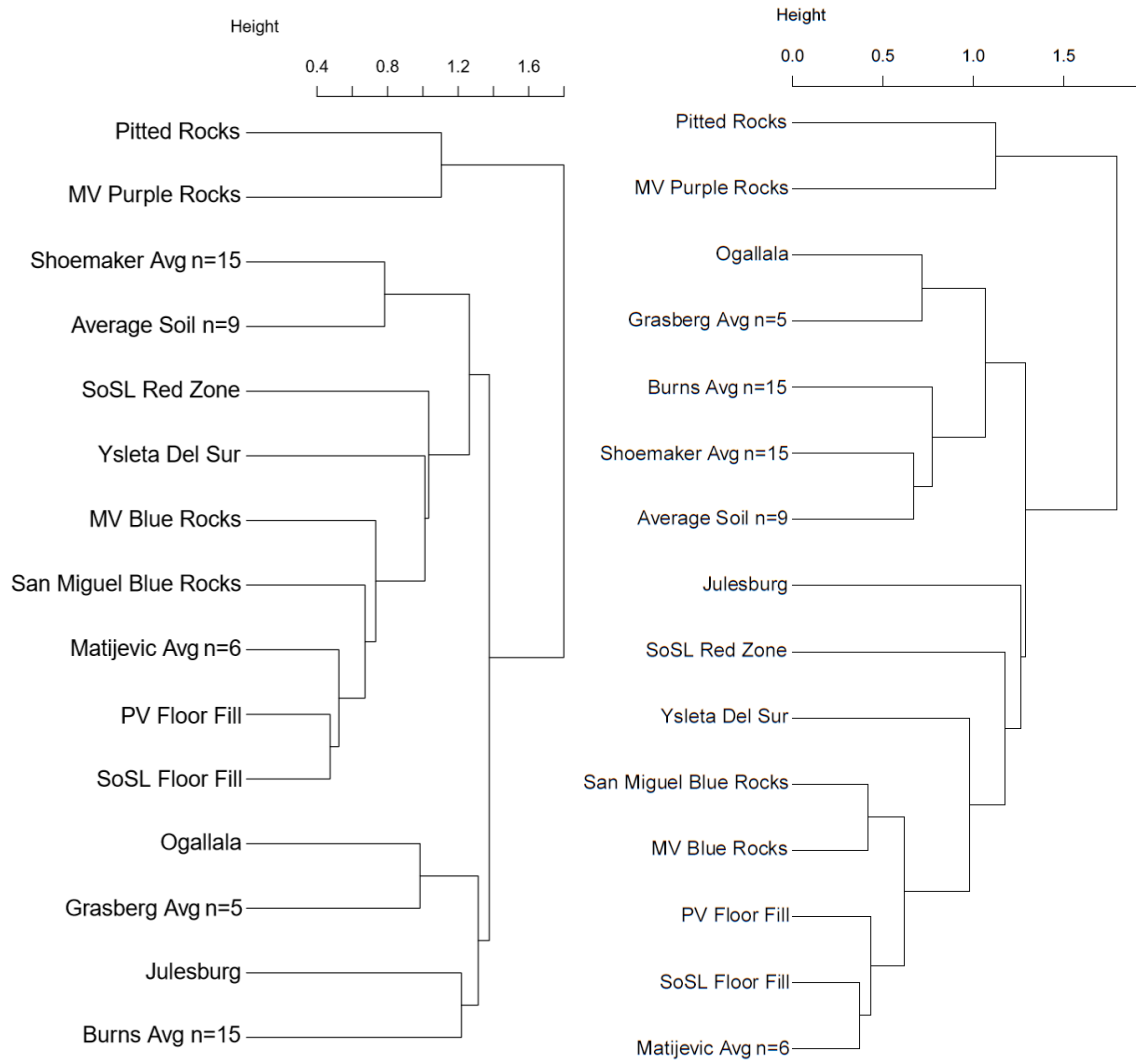 Height
0.4 0.8 1.2 1.6
Pitted Rocks
MV Purple Rocks
Shoemaker Avg n=15
Average Soil n=9
SoSL Red Zone
Ysleta Del Sur
MV Blue Rocks
San Miguel Blue Rocks
Matijevic Avg n=6
PV Floor Fill
SoSL Floor Fill
Ogallala
Grasberg Avg n=5
Julesburg
Burns Avg n=15
Height
0.0 0.5 1.0 1.5
Pitted Rocks
MV Purple Rocks
Ogallala
Grasberg Avg n=5
Burns Avg n=15
Shoemaker Avg n=15
Average Soil n=9
Julesburg
SoSL Red Zone
Ysleta Del Sur
San Miguel Blue Rocks
MV Blue Rocks
PV Floor Fill
SoSL Floor Fill
Matijevic Avg n=6